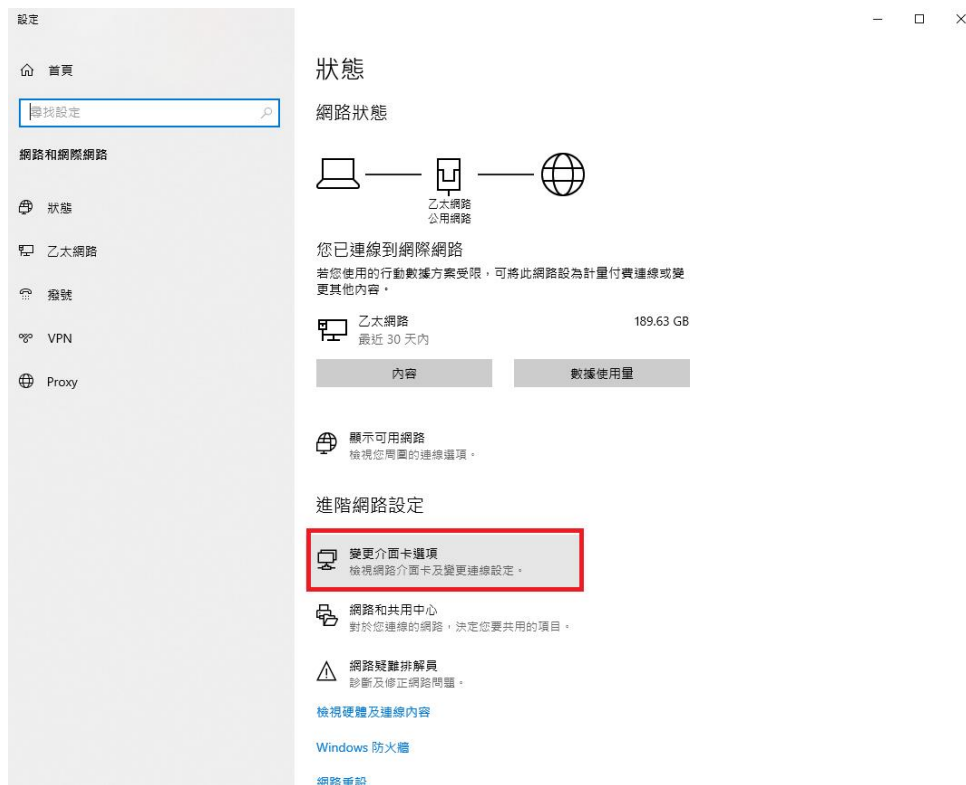 設定
首頁
尋找設定
網路和網際網路
狀態
乙太網路
撥號
VPN
Proxy
狀態
網路狀態
乙太網路
公用網路
您已連線到網際網路
若您使用的行動數據方案受限，可將此網路設為計量付費連線或變
更其他內容。
乙太網路
189.63 GB
最近 30 天內
內容
數據使用量
顯示可用網路
檢視您周圍的連線選項。
進階網路設定
變更介面卡選項
檢視網路介面卡及變更連線設定。
網路和共用中心
對於您連線的網路，決定您要共用的項目。
網路疑難排解員
診斷及修正網路問題。
檢視硬體及連線內容
Windows 防火牆
網路重設